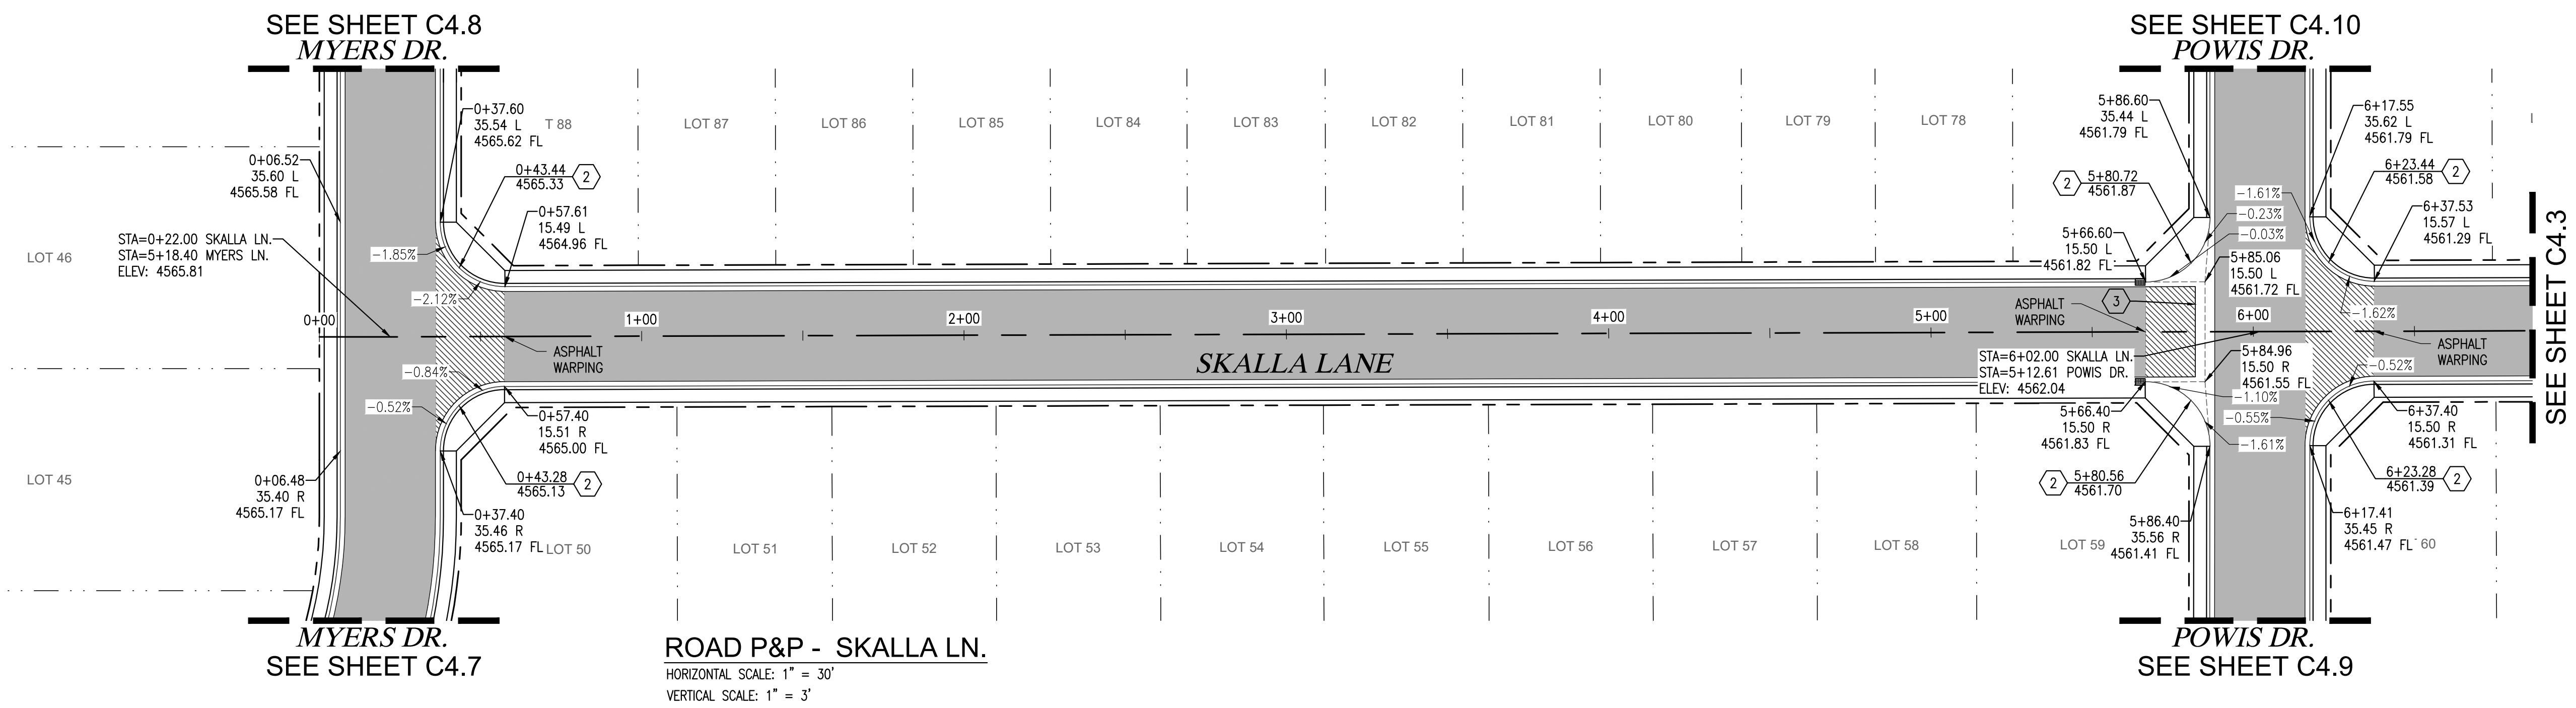 SEE SHEET C4.8
MYERS DR.
SEE SHEET C4.10
POWIS DR.
0+37.60
35.54 L
4565.62 FL
T 88
LOT 87
LOT 86
LOT 85
LOT 84
LOT 83
LOT 82
LOT 81
LOT 80
LOT 79
LOT 78
5+86.60
35.44 L
4561.79 FL
6+17.55
35.62 L
4561.79 FL
0+06.52
35.60 L
4565.58 FL
0+43.44
4565.33
2
2
5+80.72
4561.87
-1.61%
-0.23%
-0.03%
6+23.44
4561.58
2
0+57.61
15.49 L
4564.96 FL
6+37.53
15.57 L
4561.29 FL
STA=0+22.00 SKALLA LN.
STA=5+18.40 MYERS LN.
ELEV: 4565.81
LOT 46
-1.85%
-2.12%
5+66.60
15.50 L
4561.82 FL
5+85.06
15.50 L
4561.72 FL
SEE SHEET C4.3
0+00
1+00
2+00
3+00
4+00
5+00
6+00
ASPHALT
WARPING
3
-1.62%
ASPHALT
WARPING
SKALLA LANE
STA=6+02.00 SKALLA LN.
STA=5+12.61 POWIS DR.
ELEV: 4562.04
5+84.96
15.50 R
4561.55 FL
ASPHALT
WARPING
-0.84%
-0.52%
-0.52%
-1.10%
-0.55%
-1.61%
0+57.40
15.51 R
4565.00 FL
5+66.40
15.50 R
4561.83 FL
6+37.40
15.50 R
4561.31 FL
LOT 45
0+06.48
35.40 R
4565.17 FL
0+43.28
4565.13
2
2
5+80.56
4561.70
6+23.28
4561.39
2
0+37.40
35.46 R
4565.17 FL
LOT 50
LOT 51
LOT 52
LOT 53
LOT 54
LOT 55
LOT 56
LOT 57
LOT 58
LOT 59
5+86.40
35.56 R
4561.41 FL
6+17.41
35.45 R
4561.47 FL
60
MYERS DR.
SEE SHEET C4.7
POWIS DR.
SEE SHEET C4.9
ROAD P&P - SKALLA LN.
HORIZONTAL SCALE: 1" = 30'
VERTICAL SCALE: 1" = 3'